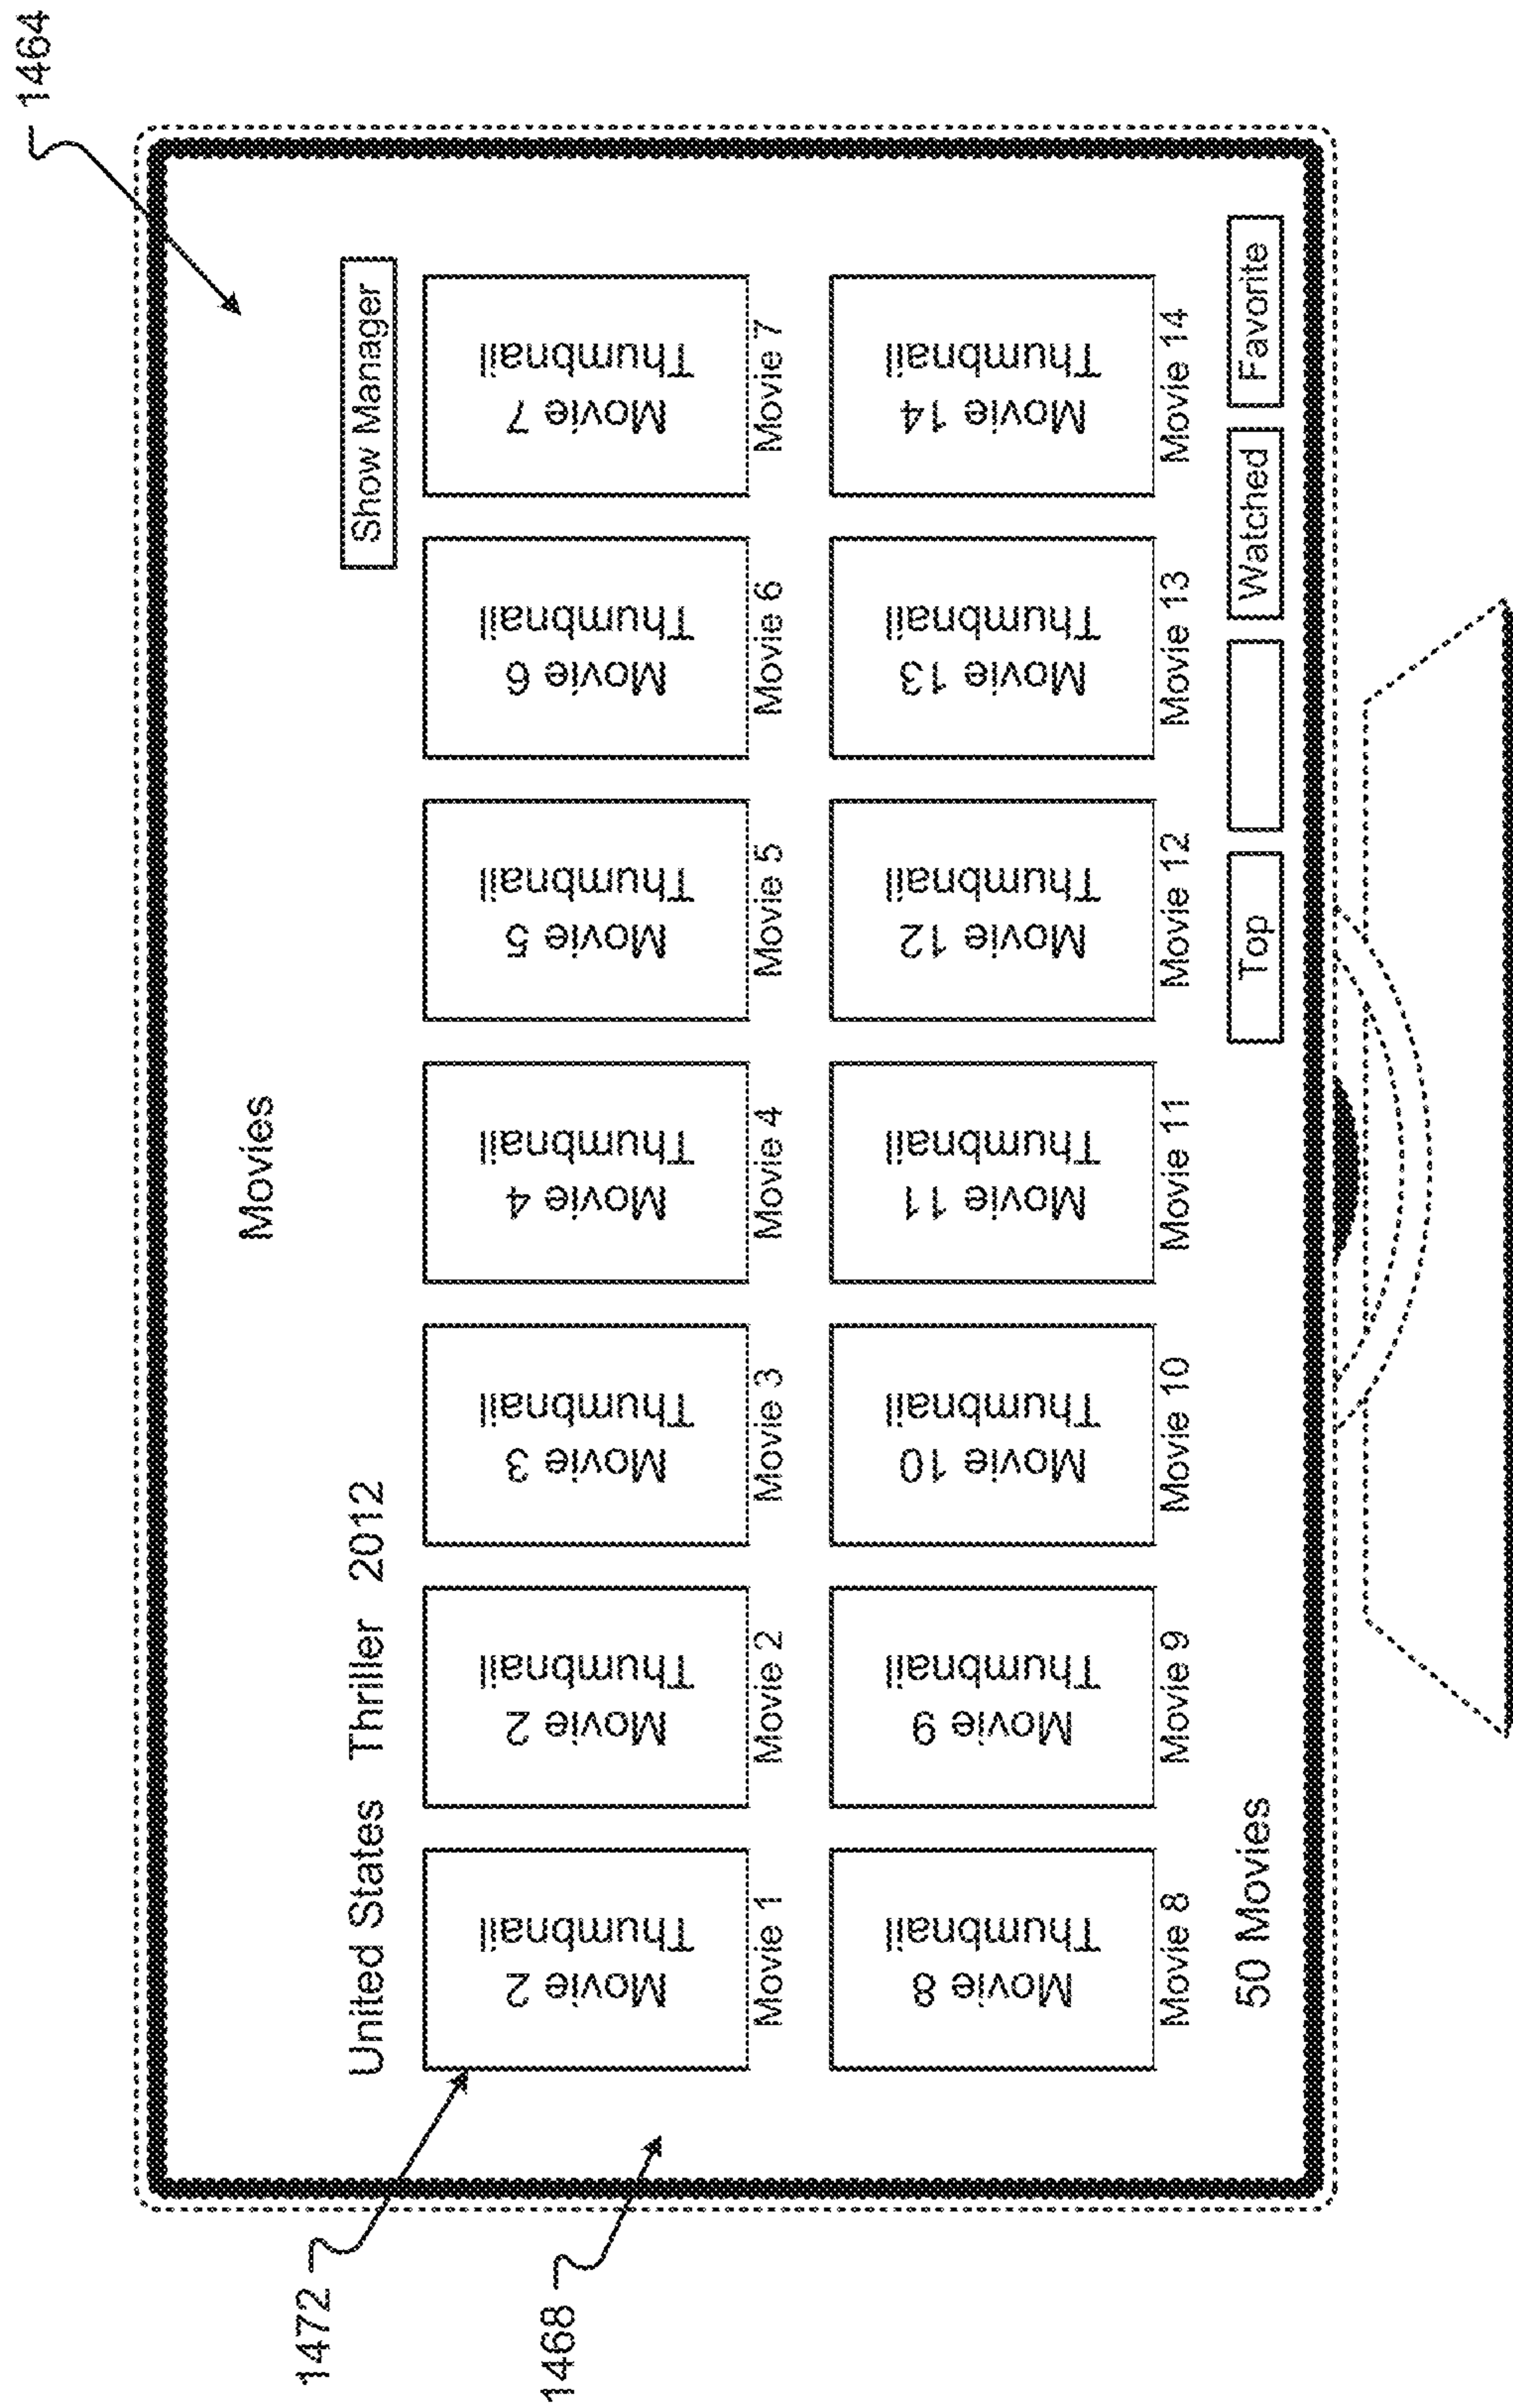 1464
Movies
United States Thriller 2012
Show Manager
1472
Movie 2
Thumbnail
Movie 2
Thumbnail
Movie 3
Thumbnail
Movie 4
Thumbnail
Movie 5
Thumbnail
Movie 6
Thumbnail
Movie 7
Thumbnail
Movie 1
Movie 2
Movie 3
Movie 4
Movie 5
Movie 6
Movie 7
1468
Movie 8
Thumbnail
Movie 9
Thumbnail
Movie 10
Thumbnail
Movie 11
Thumbnail
Movie 12
Thumbnail
Movie 13
Thumbnail
Movie 14
Thumbnail
Movie 8
Movie 9
Movie 10
Movie 11
Movie 12
Movie 13
Movie 14
50 Movies
Top
Watched
Favorite